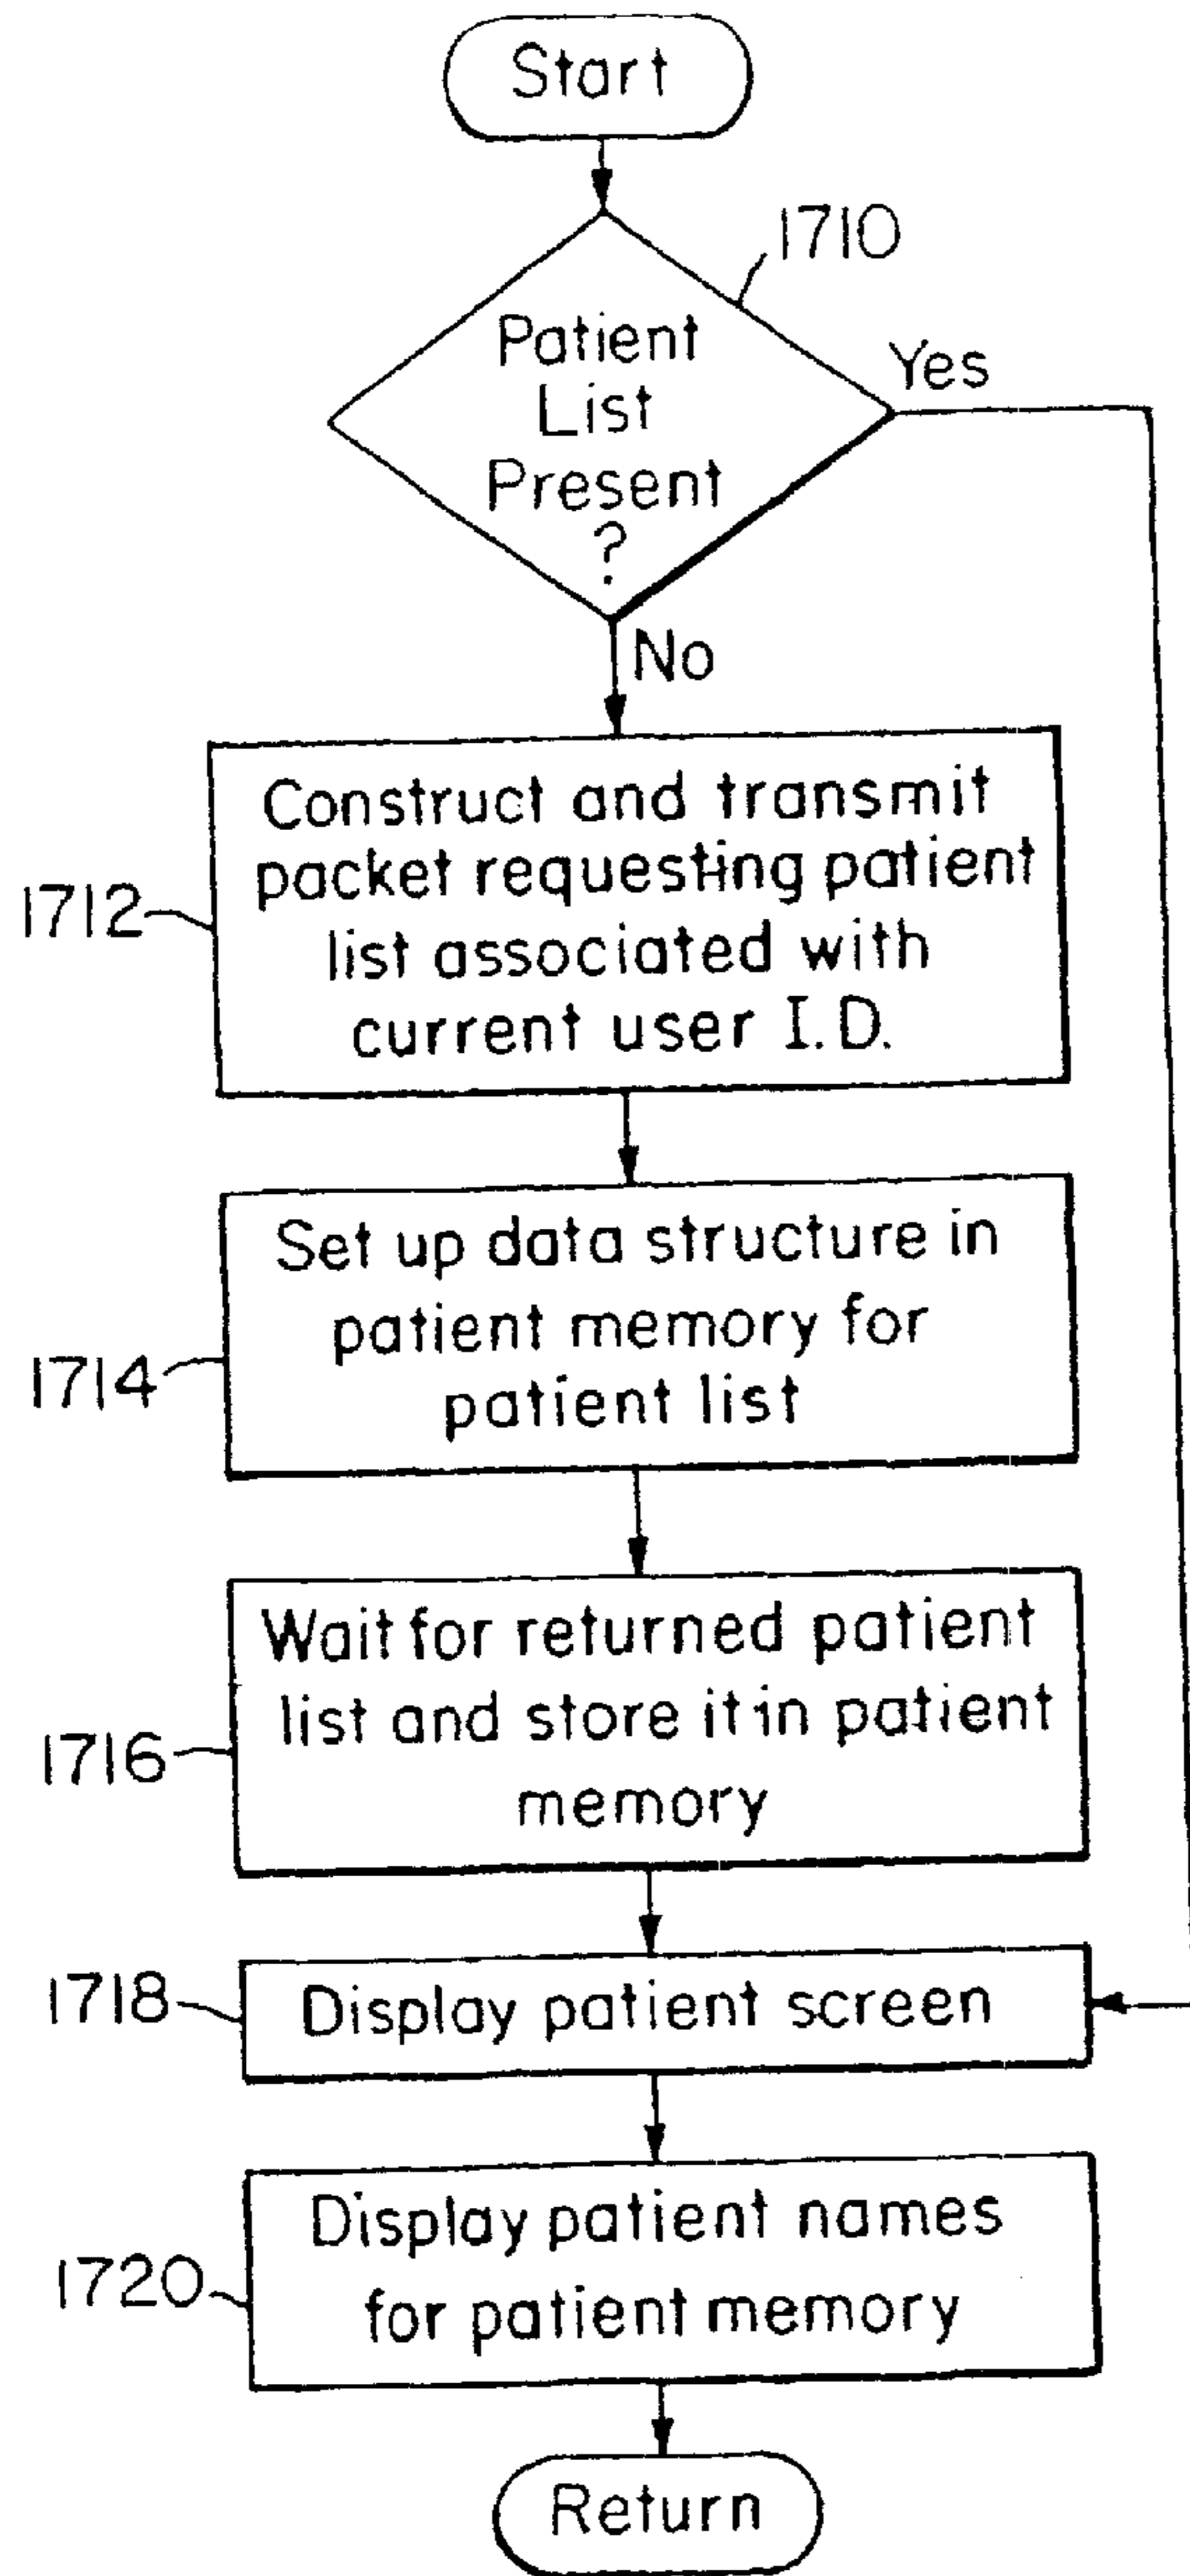 Start
1710
Patient
List
Present
?
Yes
No
1712
Construct and transmit
packet requesting patient
list associated with
current user I.D.
1714
Set up data structure in
patient memory for
patient list
1716
Wait for returned patient
list and store it in patient
memory
1718
Display patient screen
1720
Display patient names
for patient memory
Return